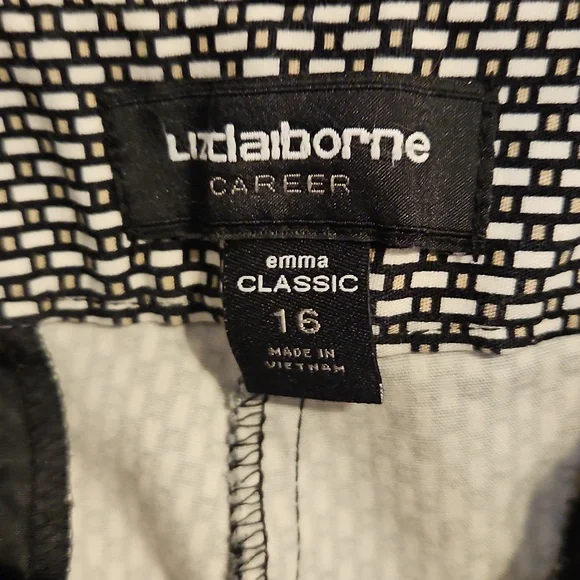 lizclaiborne
CAREER
emma
CLASSIC
16
MADE IN
VIETNAM